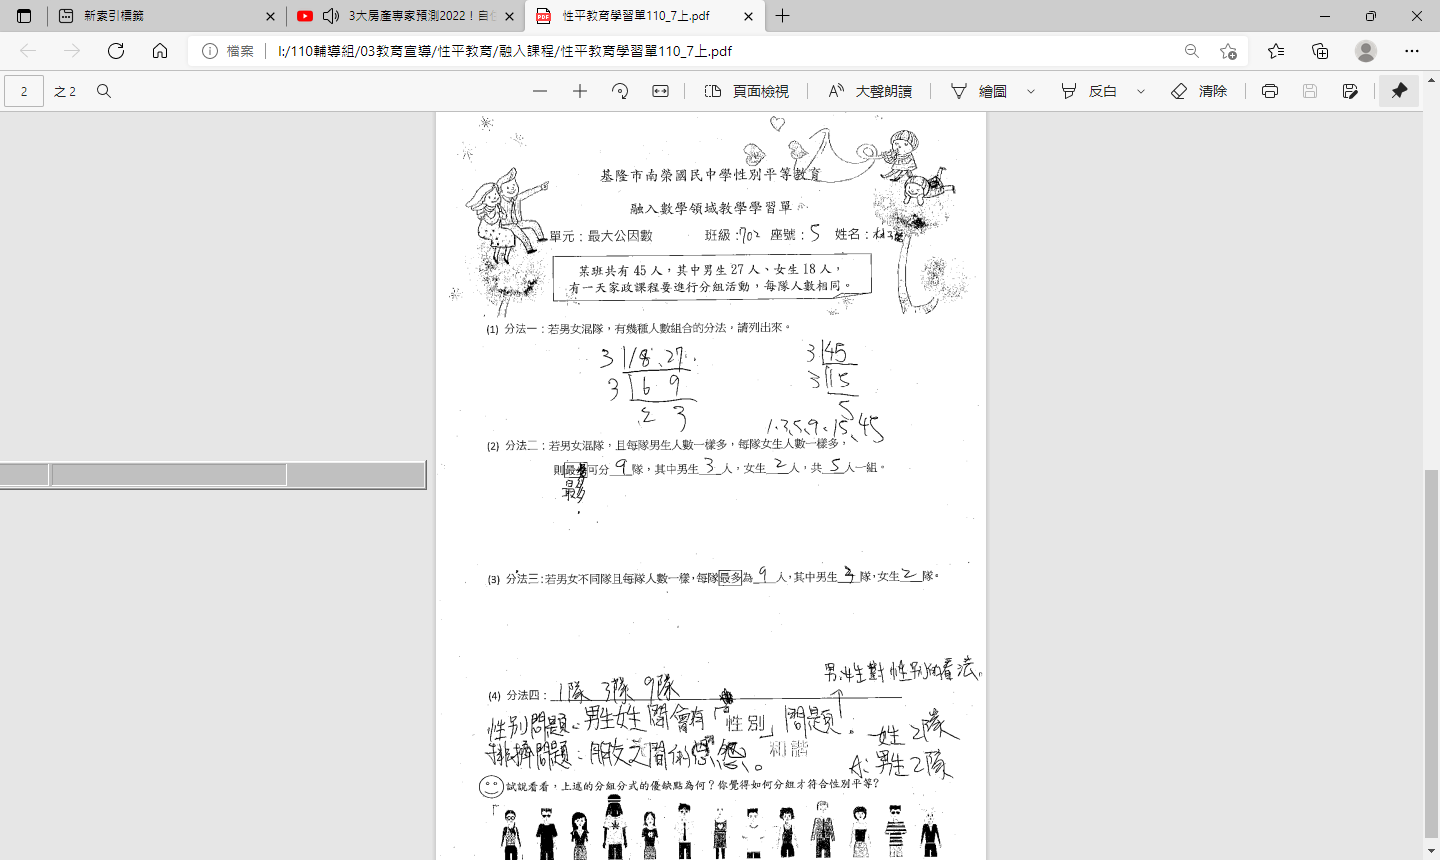 新索引標籤
3大房產專家預測2022！自住
性平教育學習單110_7上.pdf
檔案
I:/110輔導組/03教育宣導/性平教育/融入課程/性平教育學習單110_7上.pdf
2 之 2
頁面檢視
大聲朗讀
繪圖
反白
清除
基隆市南榮國民中學性別平等教育
融入數學領域教學學習單
單元：最大公因數 班級：702 座號：5 姓名：林
某班共有 45 人，其中男生 27 人、女生 18 人，
有一天家政課程要進行分組活動，每隊人數相同。
(1) 分法一：若男女混隊，有幾種人數組合的分法，請列出來。
3 18、27
3 6 9
2 3
3 45
3 15
5
1、3、5、9、15、45
(2) 分法二：若男女混隊，且每隊男生人數一樣多，每隊女生人數一樣多，
則最多可分 9 隊，其中男生 3 人，女生 2 人，共 5 人一組。
最多
(3) 分法三：若男女不同隊且每隊人數一樣，每隊最多為 9 人，其中男生 3 隊，女生 2 隊。
男女生對性別的看法。
(4) 分法四： 1隊 3隊 9隊
性別問題：男生女生間會有「性別」問題。
排擠問題：朋友之間的恩怨。
和諧
女生2隊
A：男生2隊
試說看看，上述的分組分式的優缺點為何？你覺得如何分組才符合性別平等？